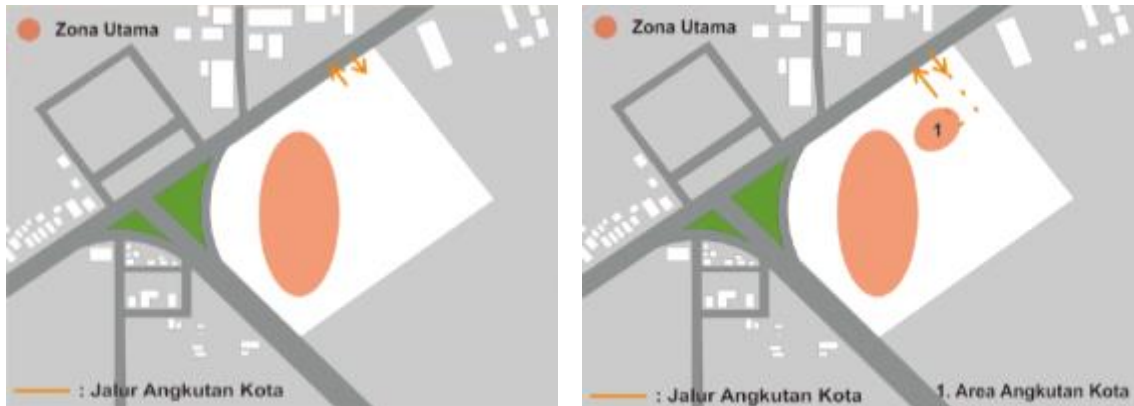 Zona Utama
: Jalur Angkutan Kota
Zona Utama
1
: Jalur Angkutan Kota
1. Area Angkutan Kota